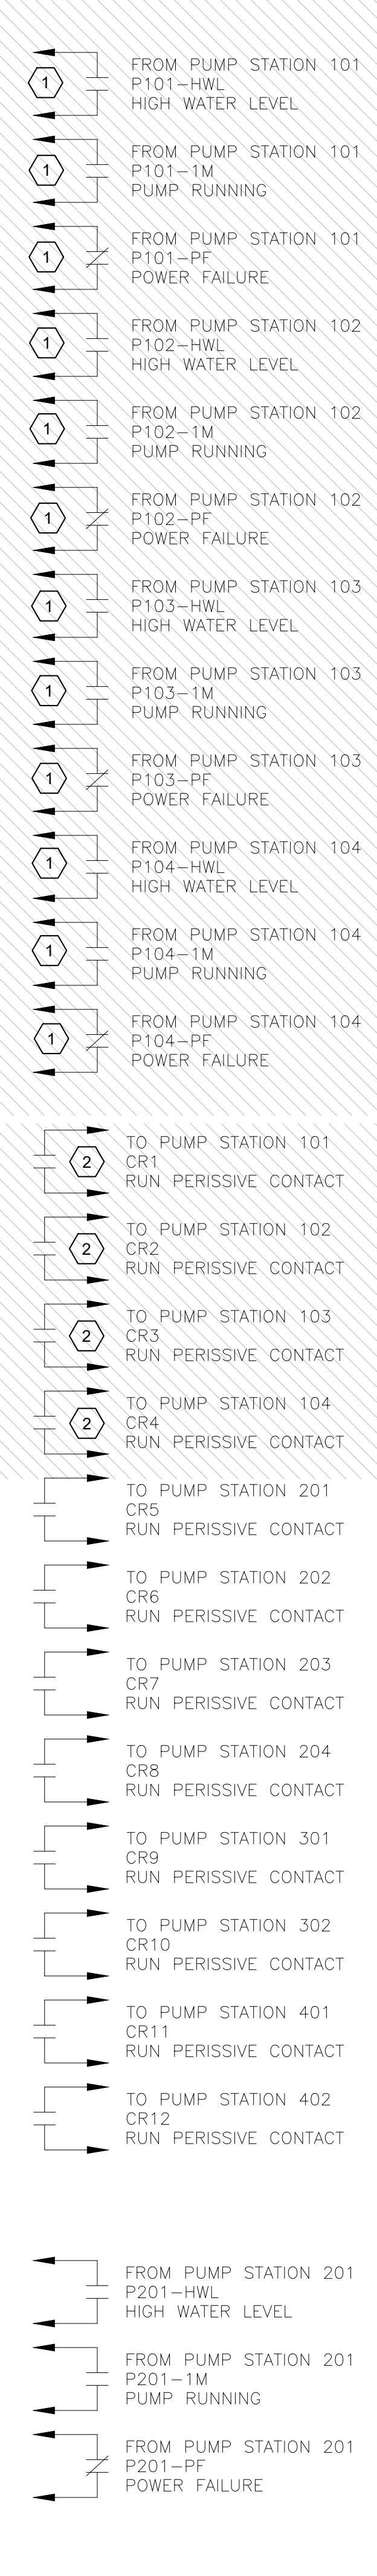 FROM PUMP STATION 101
1
P101-HWL
HIGH WATER LEVEL
FROM PUMP STATION 101
1
P101-1M
PUMP RUNNING
FROM PUMP STATION 101
1
P101-PF
POWER FAILURE
FROM PUMP STATION 102
1
P102-HWL
HIGH WATER LEVEL
FROM PUMP STATION 102
1
P102-1M
PUMP RUNNING
FROM PUMP STATION 102
1
P102-PF
POWER FAILURE
FROM PUMP STATION 103
1
P103-HWL
HIGH WATER LEVEL
FROM PUMP STATION 103
1
P103-1M
PUMP RUNNING
FROM PUMP STATION 103
1
P103-PF
POWER FAILURE
FROM PUMP STATION 104
1
P104-HWL
HIGH WATER LEVEL
FROM PUMP STATION 104
1
P104-1M
PUMP RUNNING
FROM PUMP STATION 104
1
P104-PF
POWER FAILURE
TO PUMP STATION 101
2
CR1
RUN PERISSIVE CONTACT
TO PUMP STATION 102
2
CR2
RUN PERISSIVE CONTACT
TO PUMP STATION 103
2
CR3
RUN PERISSIVE CONTACT
TO PUMP STATION 104
2
CR4
RUN PERISSIVE CONTACT
TO PUMP STATION 201
CR5
RUN PERISSIVE CONTACT
TO PUMP STATION 202
CR6
RUN PERISSIVE CONTACT
TO PUMP STATION 203
CR7
RUN PERISSIVE CONTACT
TO PUMP STATION 204
CR8
RUN PERISSIVE CONTACT
TO PUMP STATION 301
CR9
RUN PERISSIVE CONTACT
TO PUMP STATION 302
CR10
RUN PERISSIVE CONTACT
TO PUMP STATION 401
CR11
RUN PERISSIVE CONTACT
TO PUMP STATION 402
CR12
RUN PERISSIVE CONTACT
FROM PUMP STATION 201
P201-HWL
HIGH WATER LEVEL
FROM PUMP STATION 201
P201-1M
PUMP RUNNING
FROM PUMP STATION 201
P201-PF
POWER FAILURE